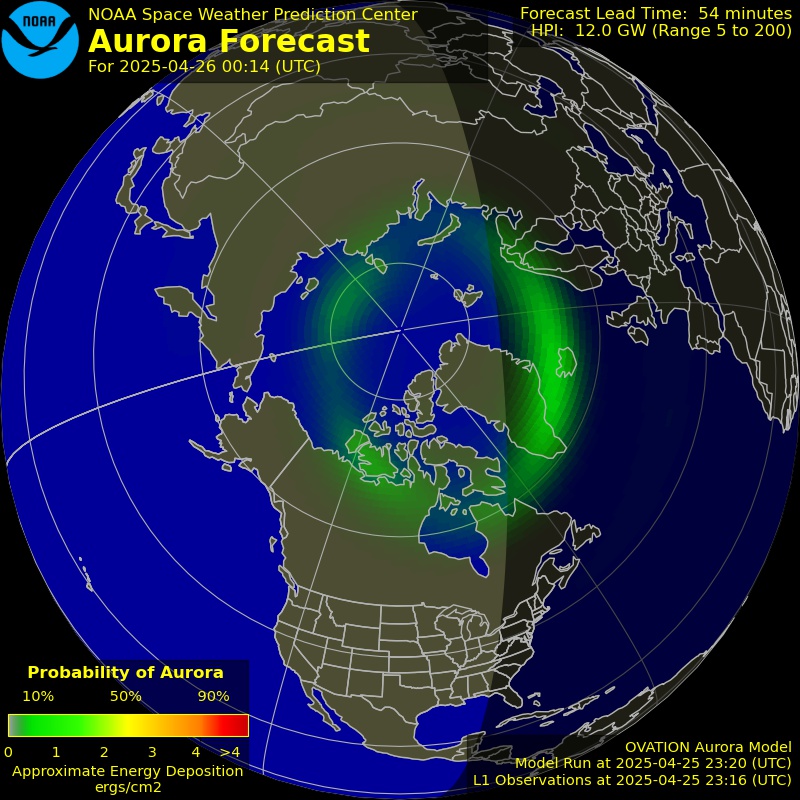 NOAA
NOAA Space Weather Prediction Center
Aurora Forecast
For 2025-04-26 00:14 (UTC)
Forecast Lead Time: 54 minutes
HPI: 12.0 GW (Range 5 to 200)
Probability of Aurora
10% 50% 90%
0 1 2 3 4 >4
Approximate Energy Deposition
ergs/cm2
OVATION Aurora Model
Model Run at 2025-04-25 23:20 (UTC)
L1 Observations at 2025-04-25 23:16 (UTC)